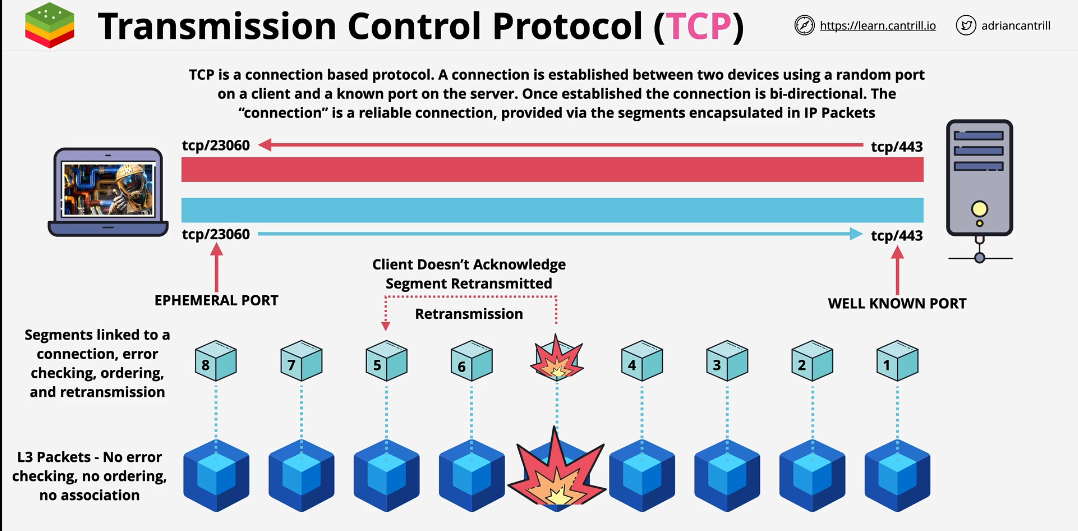 Transmission Control Protocol (TCP)
https://learn.cantrill.io
adriancantrill
TCP is a connection based protocol. A connection is established between two devices using a random port
on a client and a known port on the server. Once established the connection is bi-directional. The
“connection” is a reliable connection, provided via the segments encapsulated in IP Packets
tcp/23060
tcp/443
tcp/23060
tcp/443
EPHEMERAL PORT
WELL KNOWN PORT
Client Doesn’t Acknowledge
Segment Retransmitted
Retransmission
Segments linked to a
connection, error
checking, ordering,
and retransmission
8
7
5
6
4
3
2
1
L3 Packets - No error
checking, no ordering,
no association